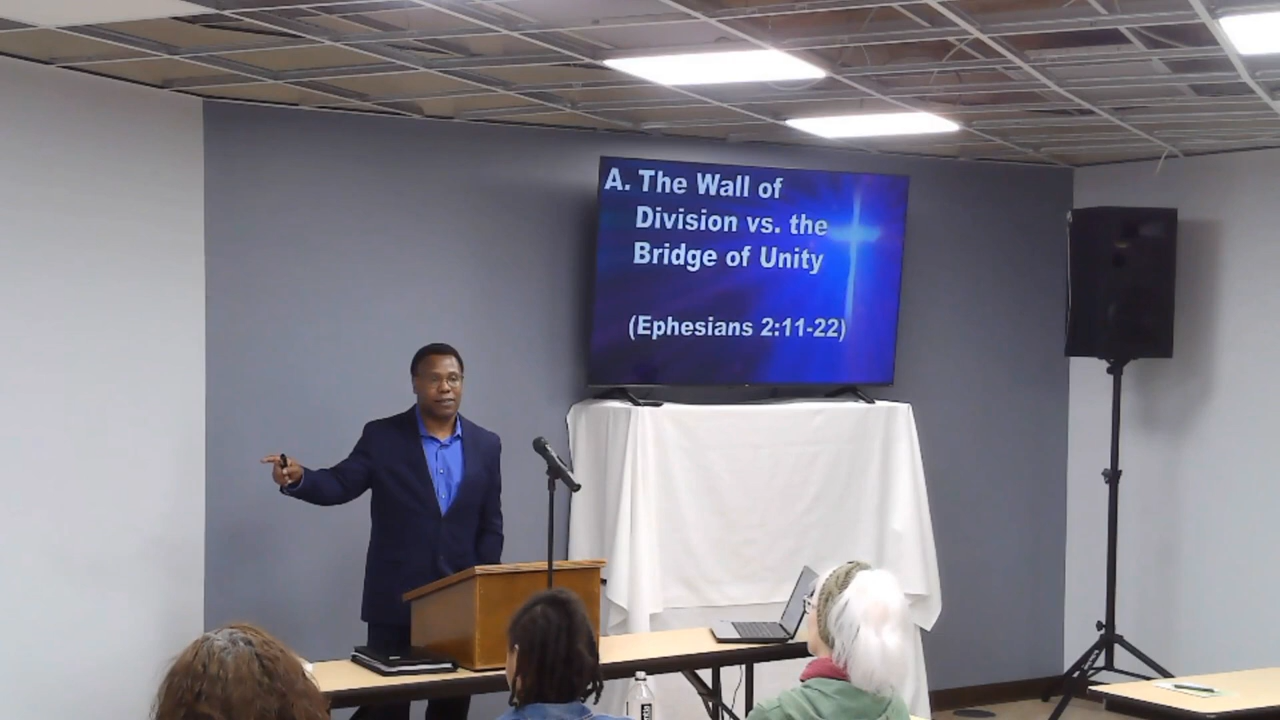 A. The Wall of
Division vs. the
Bridge of Unity
(Ephesians 2:11-22)